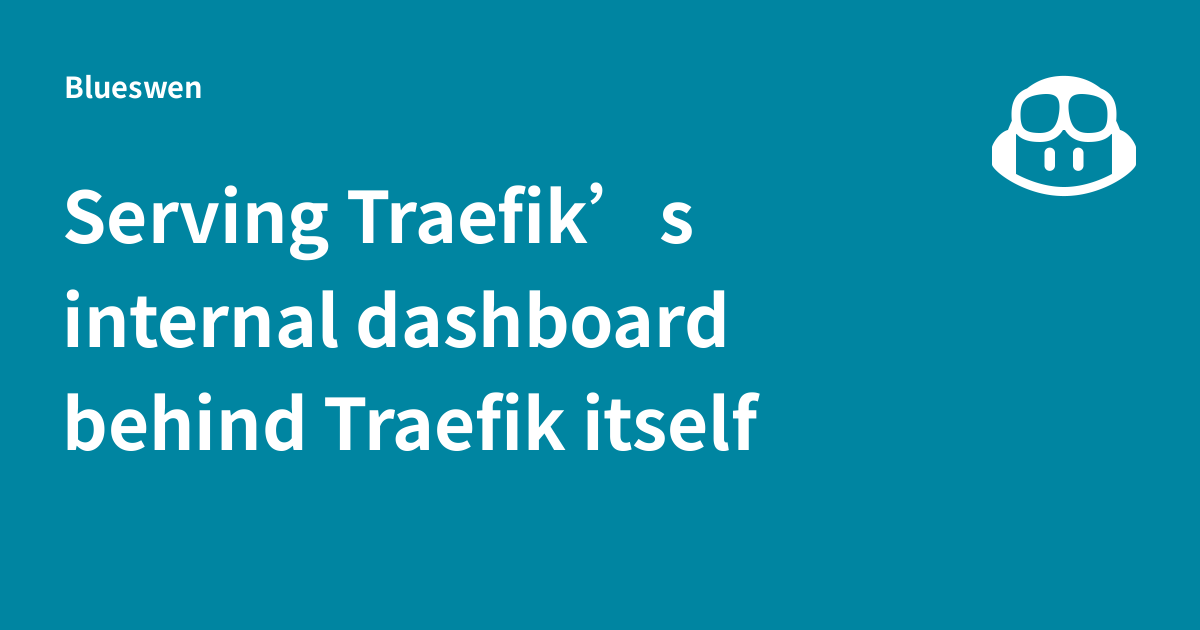 Blueswen
Serving Traefik’s
internal dashboard
behind Traefik itself